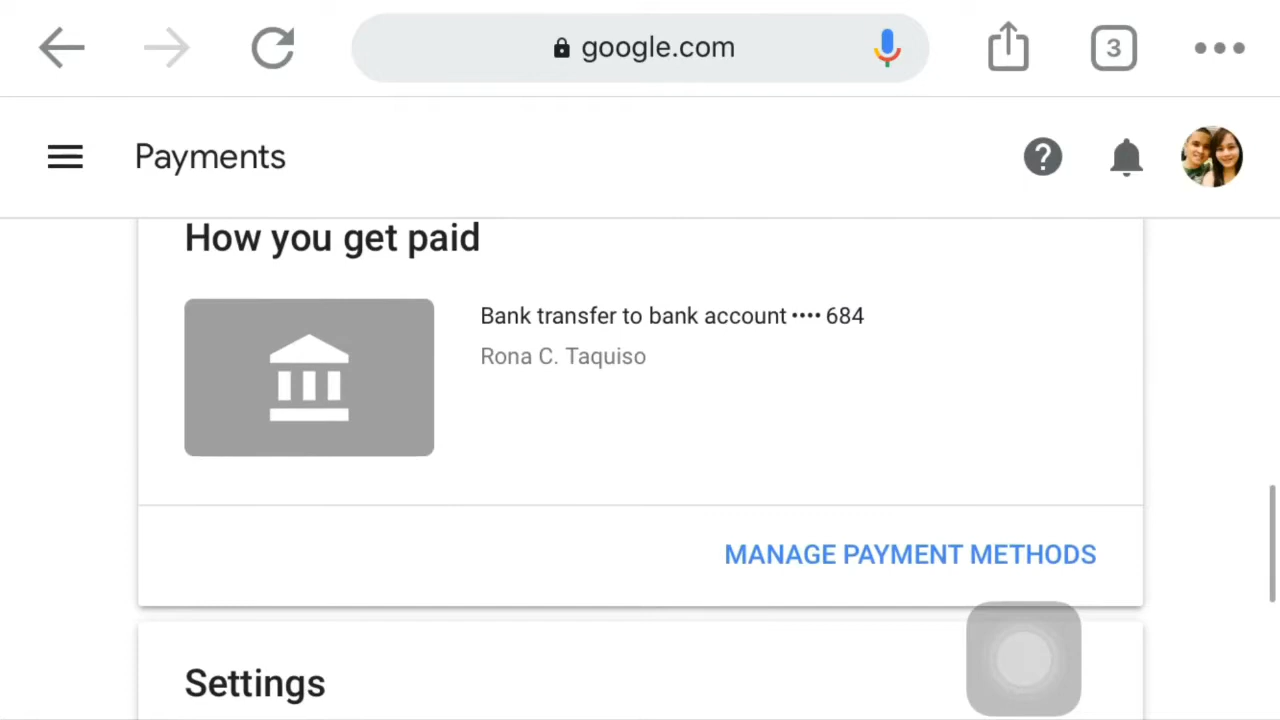 google.com
3
Payments
How you get paid
Bank transfer to bank account •••• 684
Rona C. Taquiso
MANAGE PAYMENT METHODS
Settings